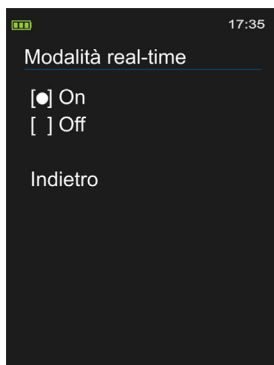 17:35
Modalità real-time
[●] On
[ ] Off
Indietro